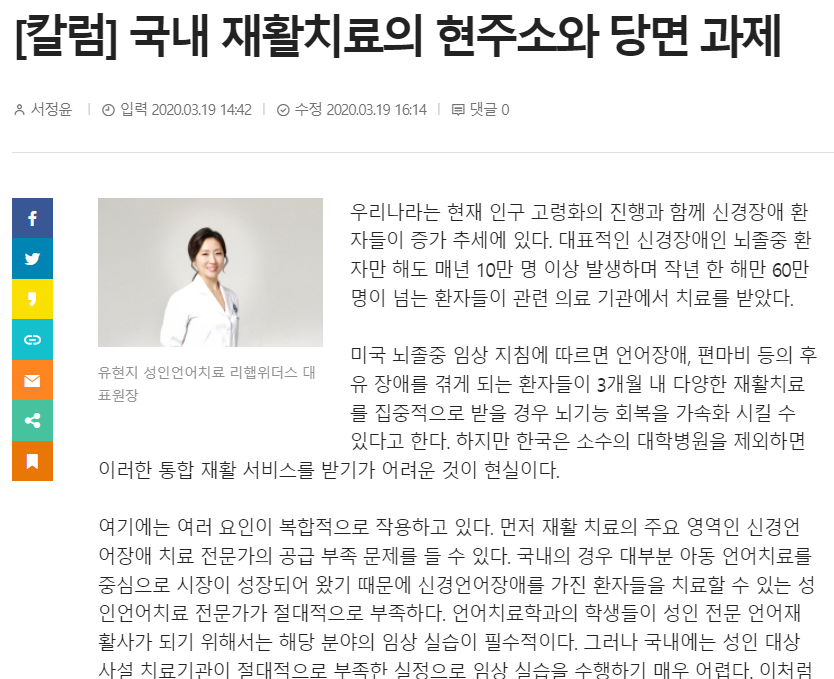 [칼럼] 국내 재활치료의 현주소와 당면 과제
서정윤 입력 2020.03.19 14:42 수정 2020.03.19 16:14 댓글 0
우리나라는 현재 인구 고령화의 진행과 함께 신경장애 환
자들이 증가 추세에 있다. 대표적인 신경장애인 뇌졸중 환
자만 해도 매년 10만 명 이상 발생하며 작년 한 해만 60만
명이 넘는 환자들이 관련 의료 기관에서 치료를 받았다.
유현지 성인언어치료 리햅위더스 대
표원장
미국 뇌졸중 임상 지침에 따르면 언어장애, 편마비 등의 후
유 장애를 겪게 되는 환자들이 3개월 내 다양한 재활치료
를 집중적으로 받을 경우 뇌기능 회복을 가속화 시킬 수
있다고 한다. 하지만 한국은 소수의 대학병원을 제외하면
이러한 통합 재활 서비스를 받기가 어려운 것이 현실이다.
여기에는 여러 요인이 복합적으로 작용하고 있다. 먼저 재활 치료의 주요 영역인 신경언
어장애 치료 전문가의 공급 부족 문제를 들 수 있다. 국내의 경우 대부분 아동 언어치료를
중심으로 시장이 성장되어 왔기 때문에 신경언어장애를 가진 환자들을 치료할 수 있는 성
인언어치료 전문가가 절대적으로 부족하다. 언어치료학과의 학생들이 성인 전문 언어재
활사가 되기 위해서는 해당 분야의 임상 실습이 필수적이다. 그러나 국내에는 성인 대상
사설 치료기관이 절대적으로 부족한 실정으로 임상 실습을 수행하기 매우 어렵다. 이처럼